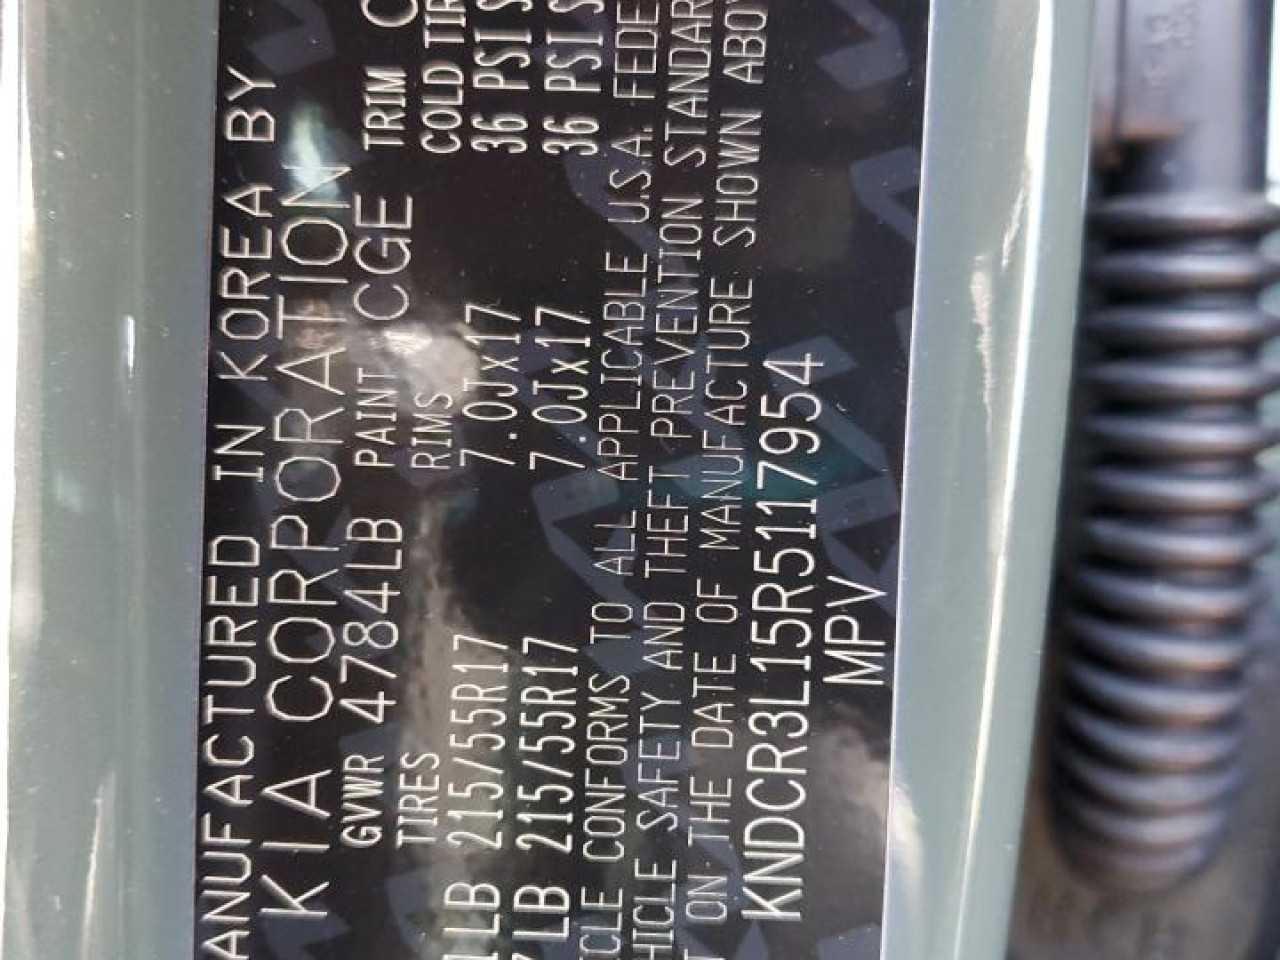 ANUFACTURED IN KOREA BY
KIA CORPORATION
GVWR 4784LB PAINT CGE TRIM C
TIRES RIMS COLD TIR
1LB 215/55R17 7.0Jx17 36 PSI S
7LB 215/55R17 7.0Jx17 36 PSI S
ICLE CONFORMS TO ALL APPLICABLE U.S.A. FEDE
HICLE SAFETY AND THEFT PREVENTION STANDAR
T ON THE DATE OF MANUFACTURE SHOWN ABO
KNDCR3L15R5117954
MPV